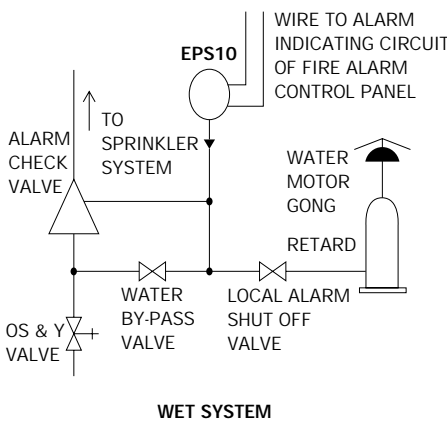 WIRE TO ALARM
INDICATING CIRCUIT
OF FIRE ALARM
CONTROL PANEL
EPS10
TO
SPRINKLER
SYSTEM
ALARM
CHECK
VALVE
WATER
MOTOR
GONG
RETARD
WATER
BY-PASS
VALVE
LOCAL ALARM
SHUT OFF
VALVE
OS & Y
VALVE
WET SYSTEM